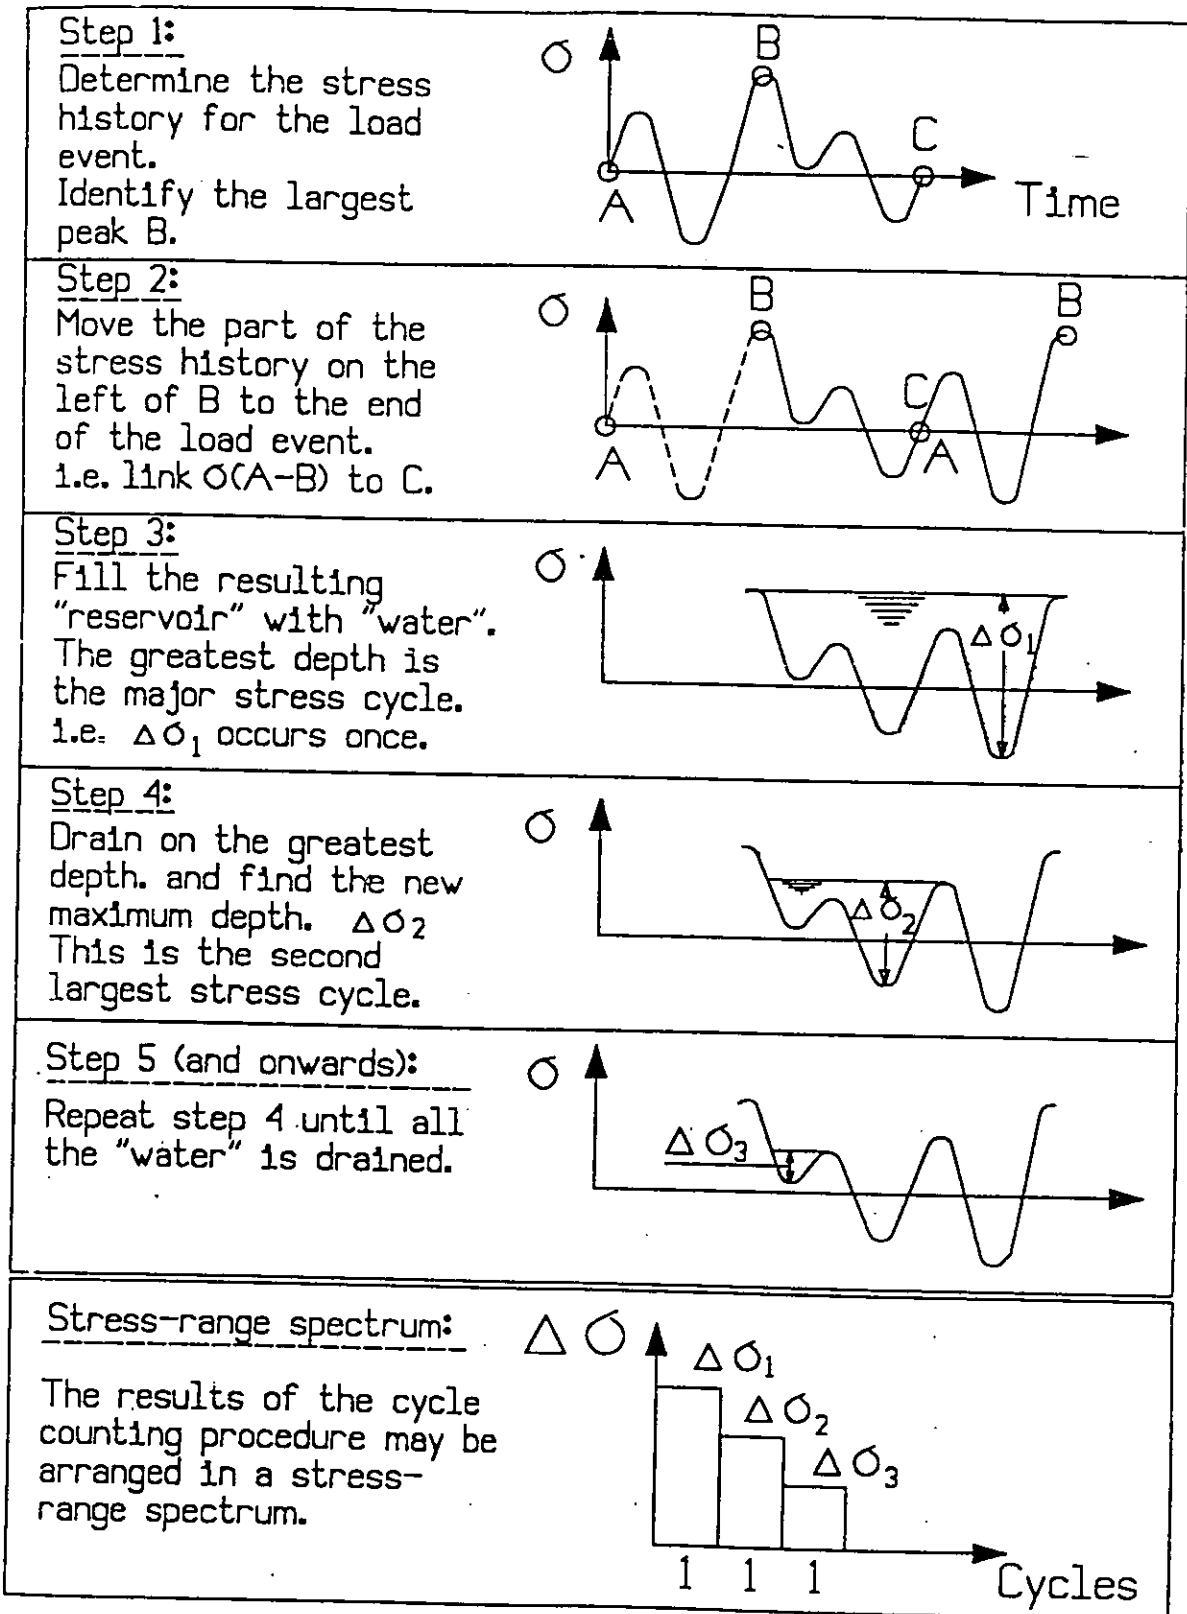 Step 1:
Determine the stress
history for the load
event.
Identify the largest
peak B.
σ
B
C
A
Time
Step 2:
Move the part of the
stress history on the
left of B to the end
of the load event.
i.e. link σ(A-B) to C.
σ
B
B
C
A
A
Step 3:
Fill the resulting
"reservoir" with "water".
The greatest depth is
the major stress cycle.
i.e. Δσ₁ occurs once.
σ
Δσ₁
Step 4:
Drain on the greatest
depth. and find the new
maximum depth. Δσ₂
This is the second
largest stress cycle.
σ
Δσ₂
Step 5 (and onwards):
Repeat step 4 until all
the "water" is drained.
σ
Δσ₃
Stress-range spectrum:
The results of the cycle
counting procedure may be
arranged in a stress-
range spectrum.
Δσ
Δσ₁
Δσ₂
Δσ₃
1 1 1
Cycles